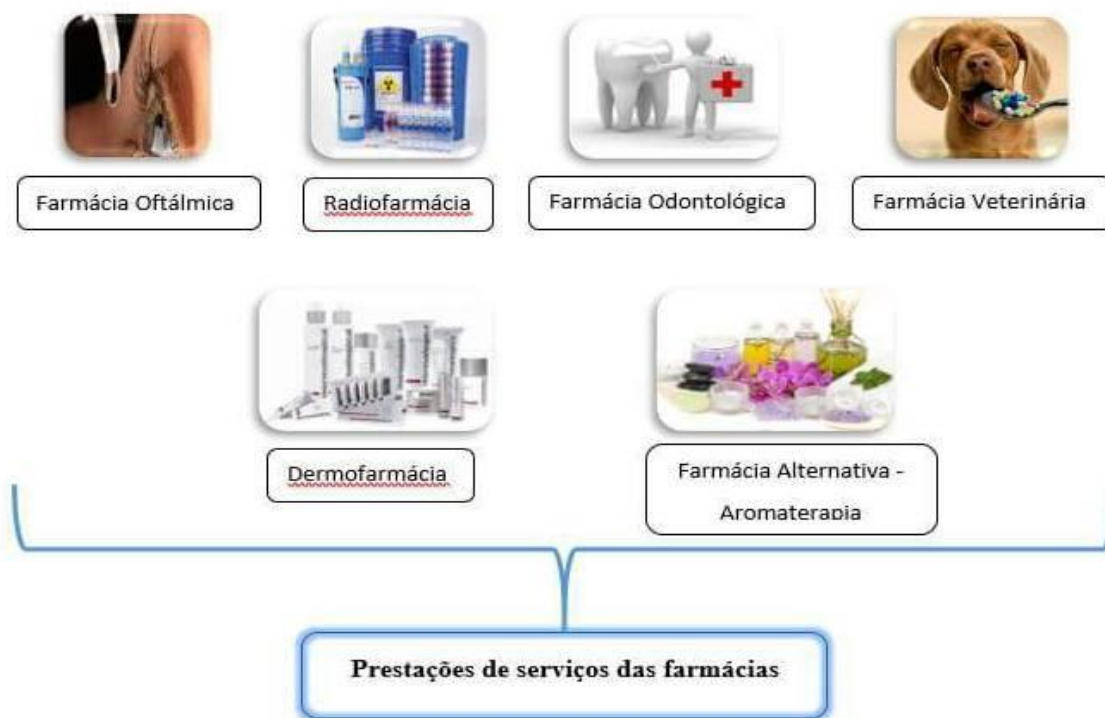 Farmácia Oftálmica
Radiofarmácia
Farmácia Odontológica
Farmácia Veterinária
Dermofarmácia
Farmácia Alternativa -
Aromaterapia
Prestações de serviços das farmácias